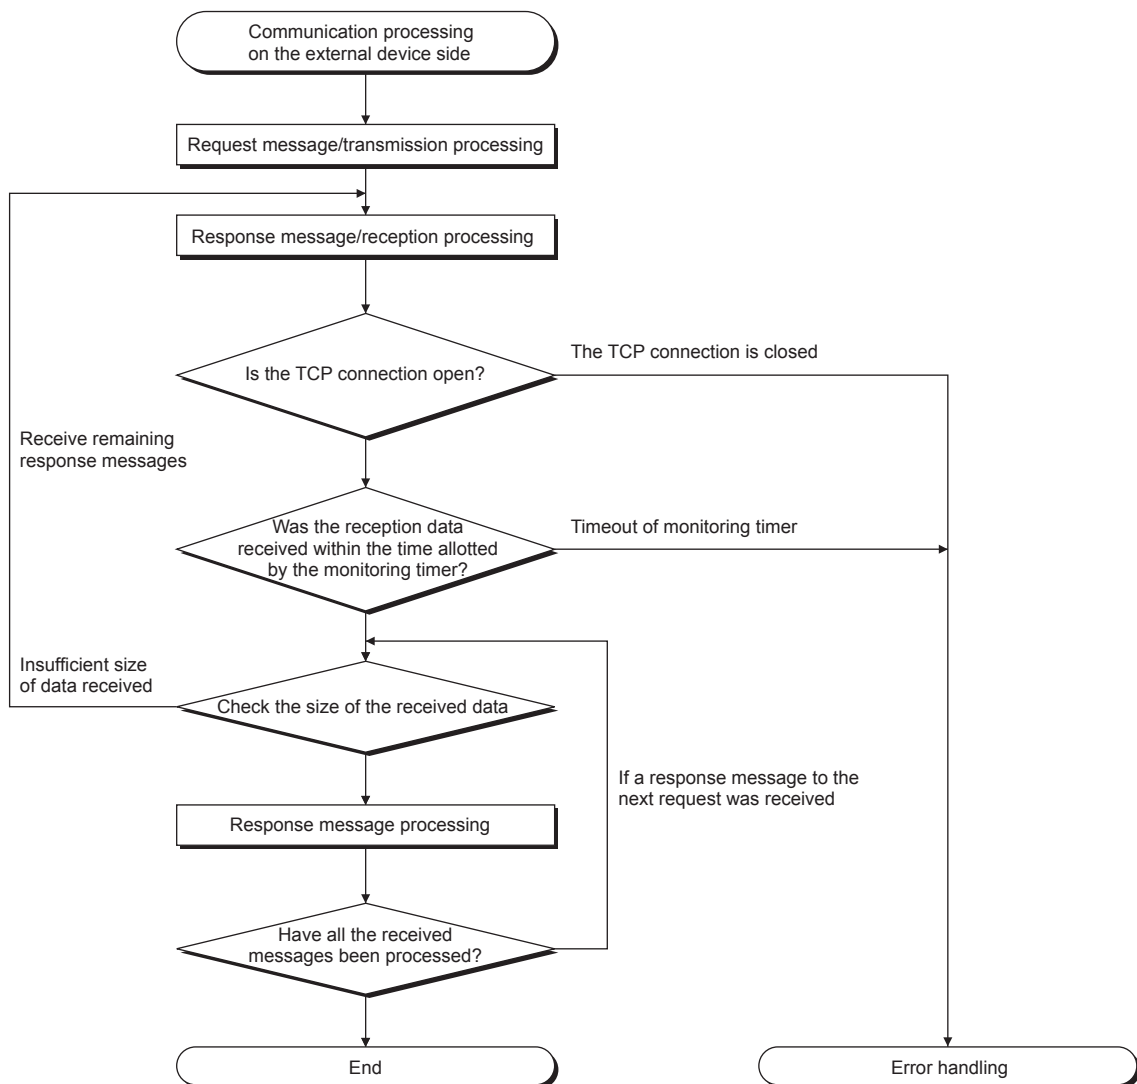 Communication processing
on the external device side
Request message/transmission processing
Response message/reception processing
The TCP connection is closed
Is the TCP connection open?
Receive remaining
response messages
Was the reception data
received within the time allotted
by the monitoring timer?
Timeout of monitoring timer
Insufficient size
of data received
Check the size of the received data
If a response message to the
next request was received
Response message processing
Have all the received
messages been processed?
End
Error handling